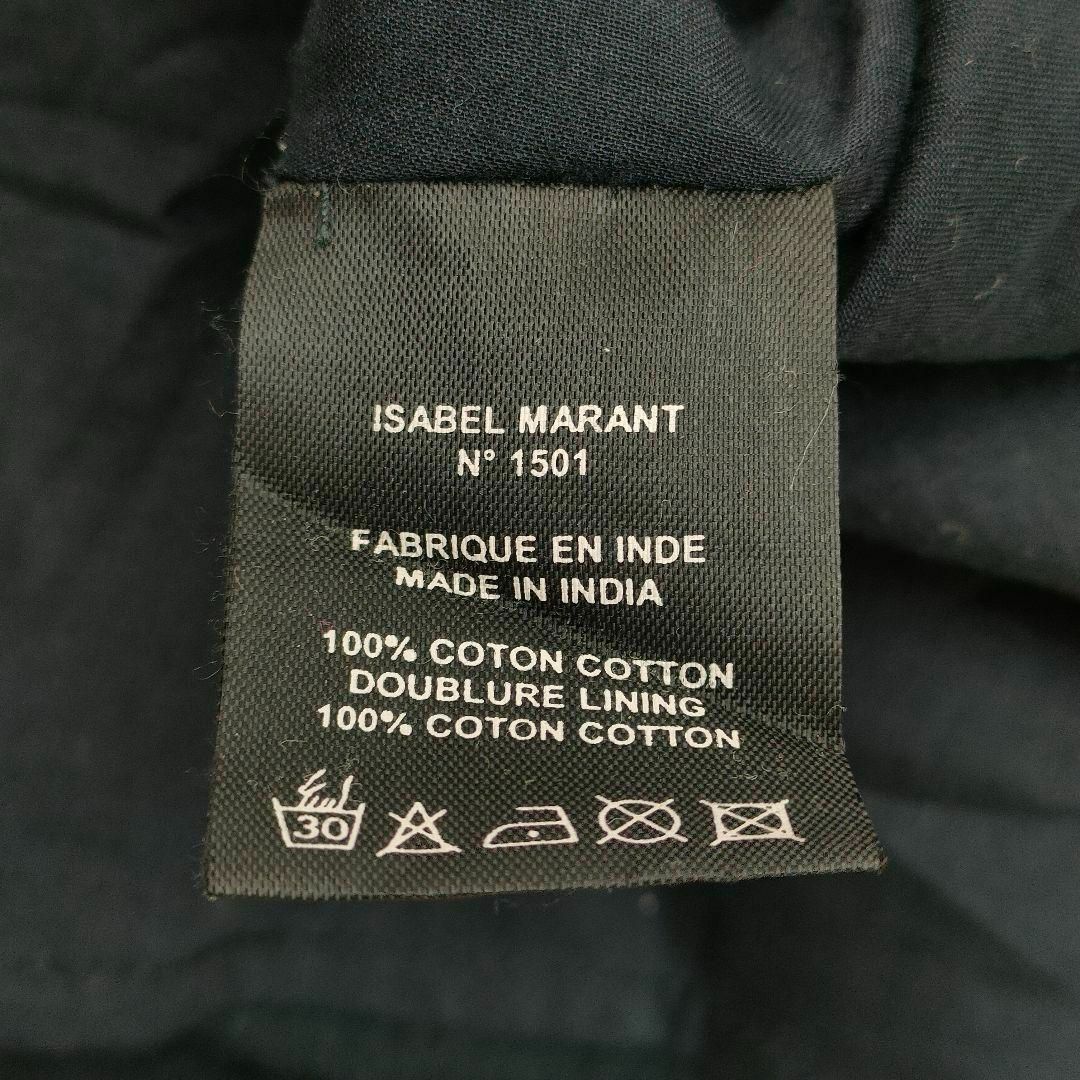 ISABEL MARANT
N° 1501
FABRIQUE EN INDE
MADE IN INDIA
100% COTON COTTON
DOUBLURE LINING
100% COTON COTTON
30